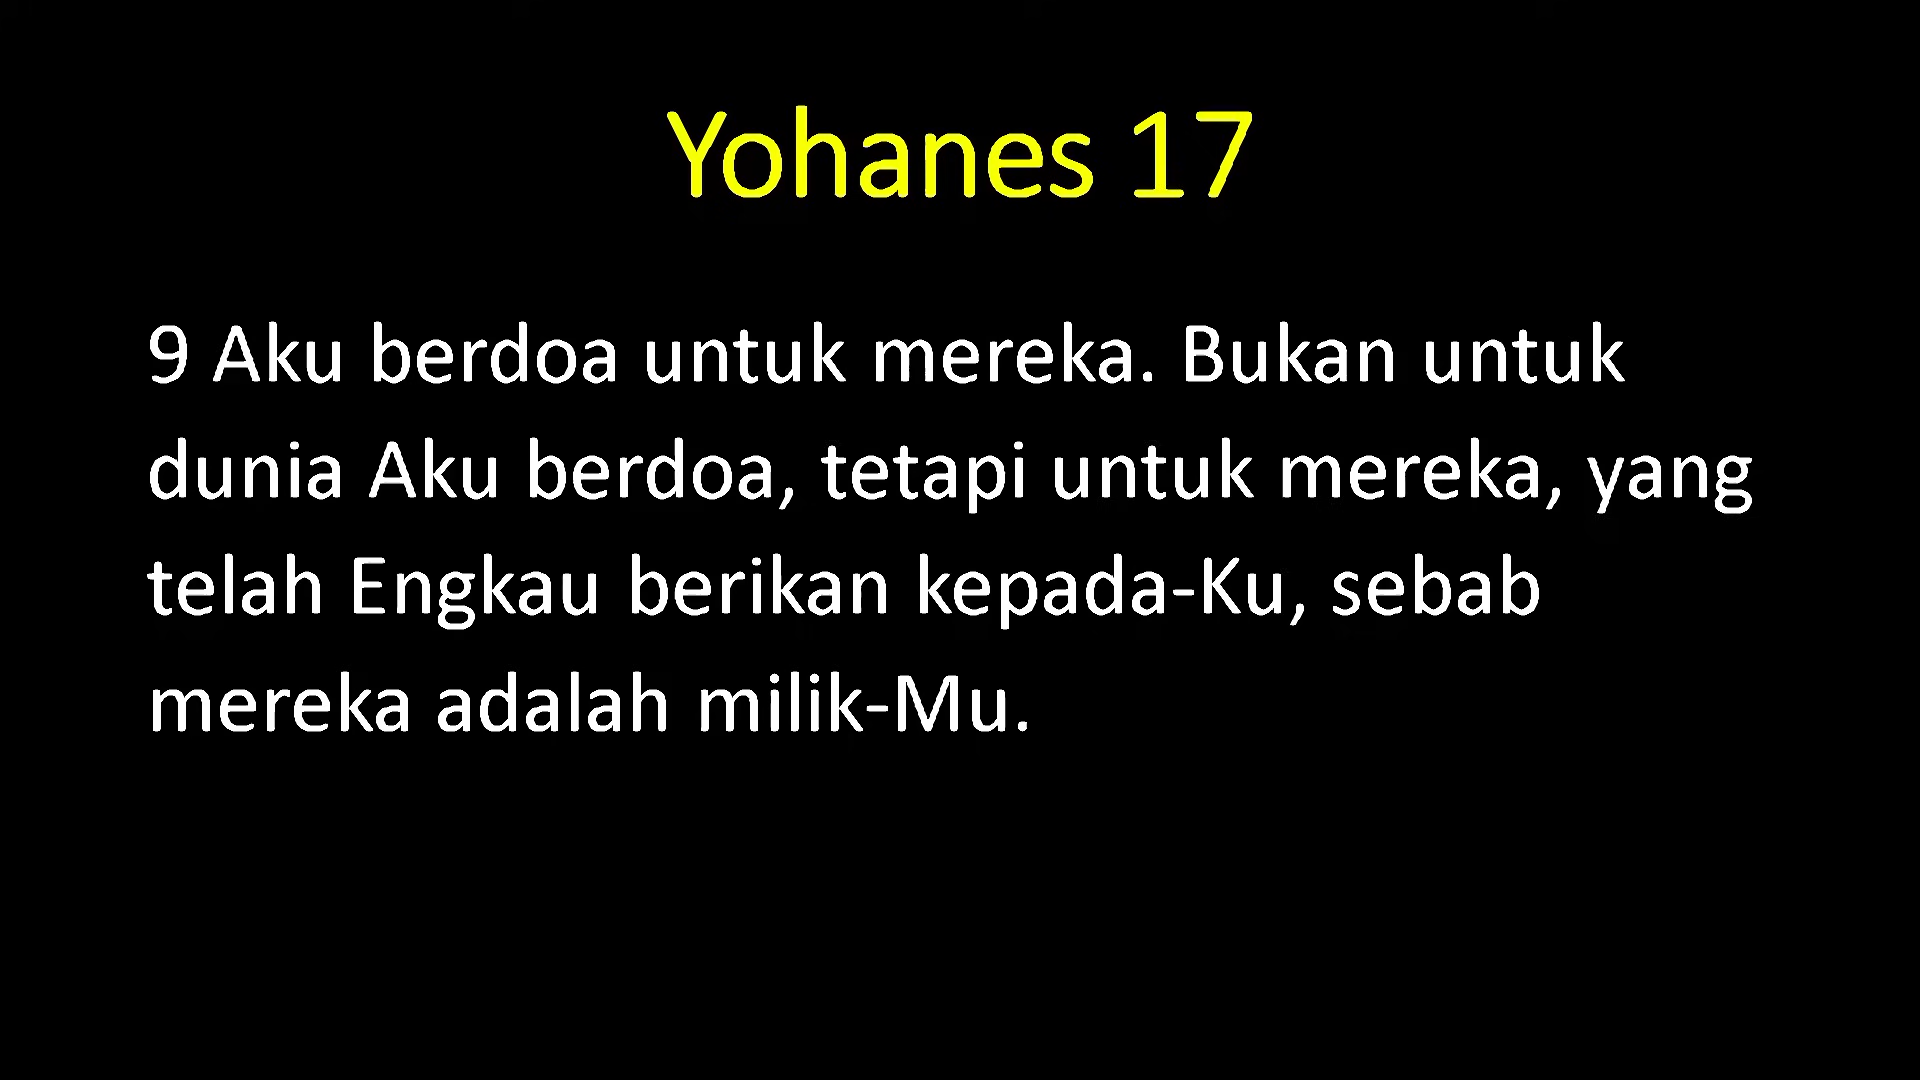 Yohanes 17
9 Aku berdoa untuk mereka. Bukan untuk
dunia Aku berdoa, tetapi untuk mereka, yang
telah Engkau berikan kepada-Ku, sebab
mereka adalah milik-Mu.